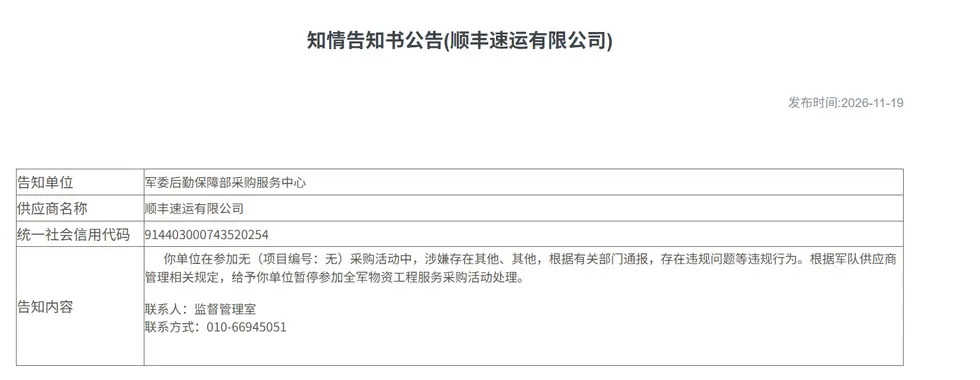 知情告知书公告(顺丰速运有限公司)
发布时间:2026-11-19
告知单位 军委后勤保障部采购服务中心
供应商名称 顺丰速运有限公司
统一社会信用代码 914403000743520254
告知内容
你单位在参加无（项目编号：无）采购活动中，涉嫌存在其他、其他，根据有关部门通报，存在违规问题等违规行为。根据军队供应商
管理相关规定，给予你单位暂停参加全军物资工程服务采购活动处理。
联系人：监督管理室
联系方式：010-66945051